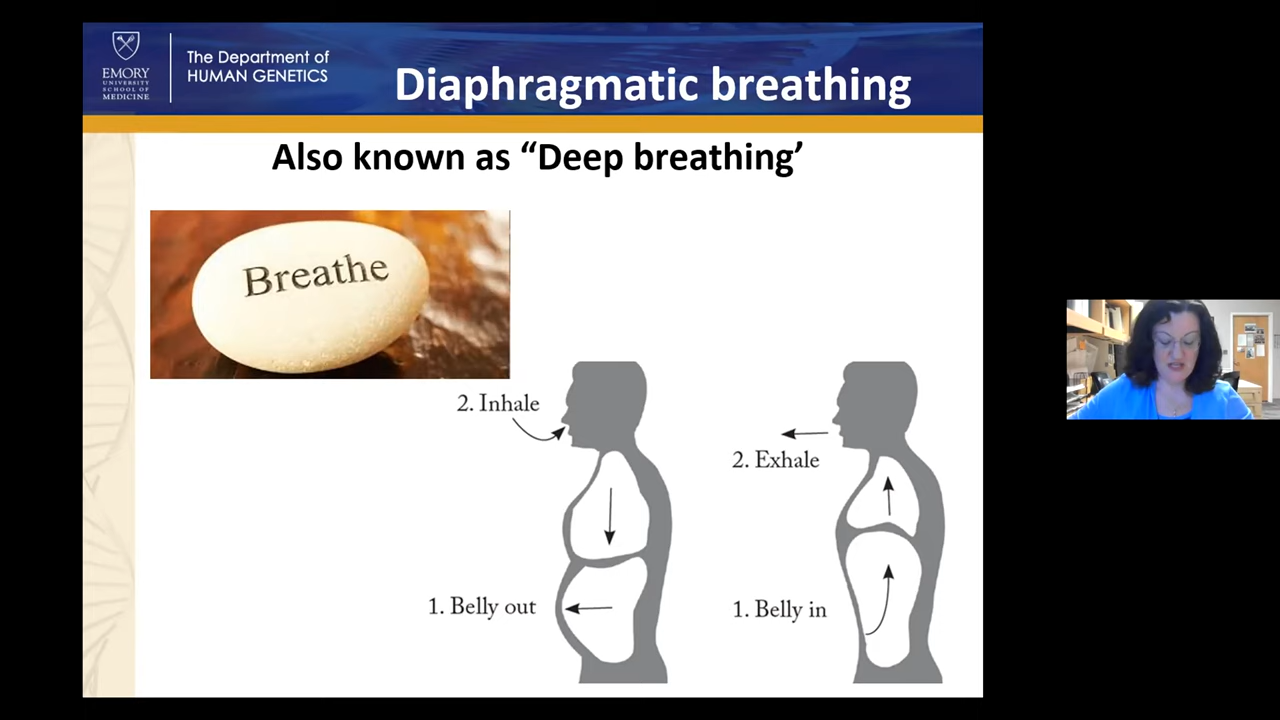 EMORY
UNIVERSITY
SCHOOL OF
MEDICINE
The Department of
HUMAN GENETICS
Diaphragmatic breathing
Also known as “Deep breathing’
Breathe
2. Inhale
1. Belly out
2. Exhale
1. Belly in